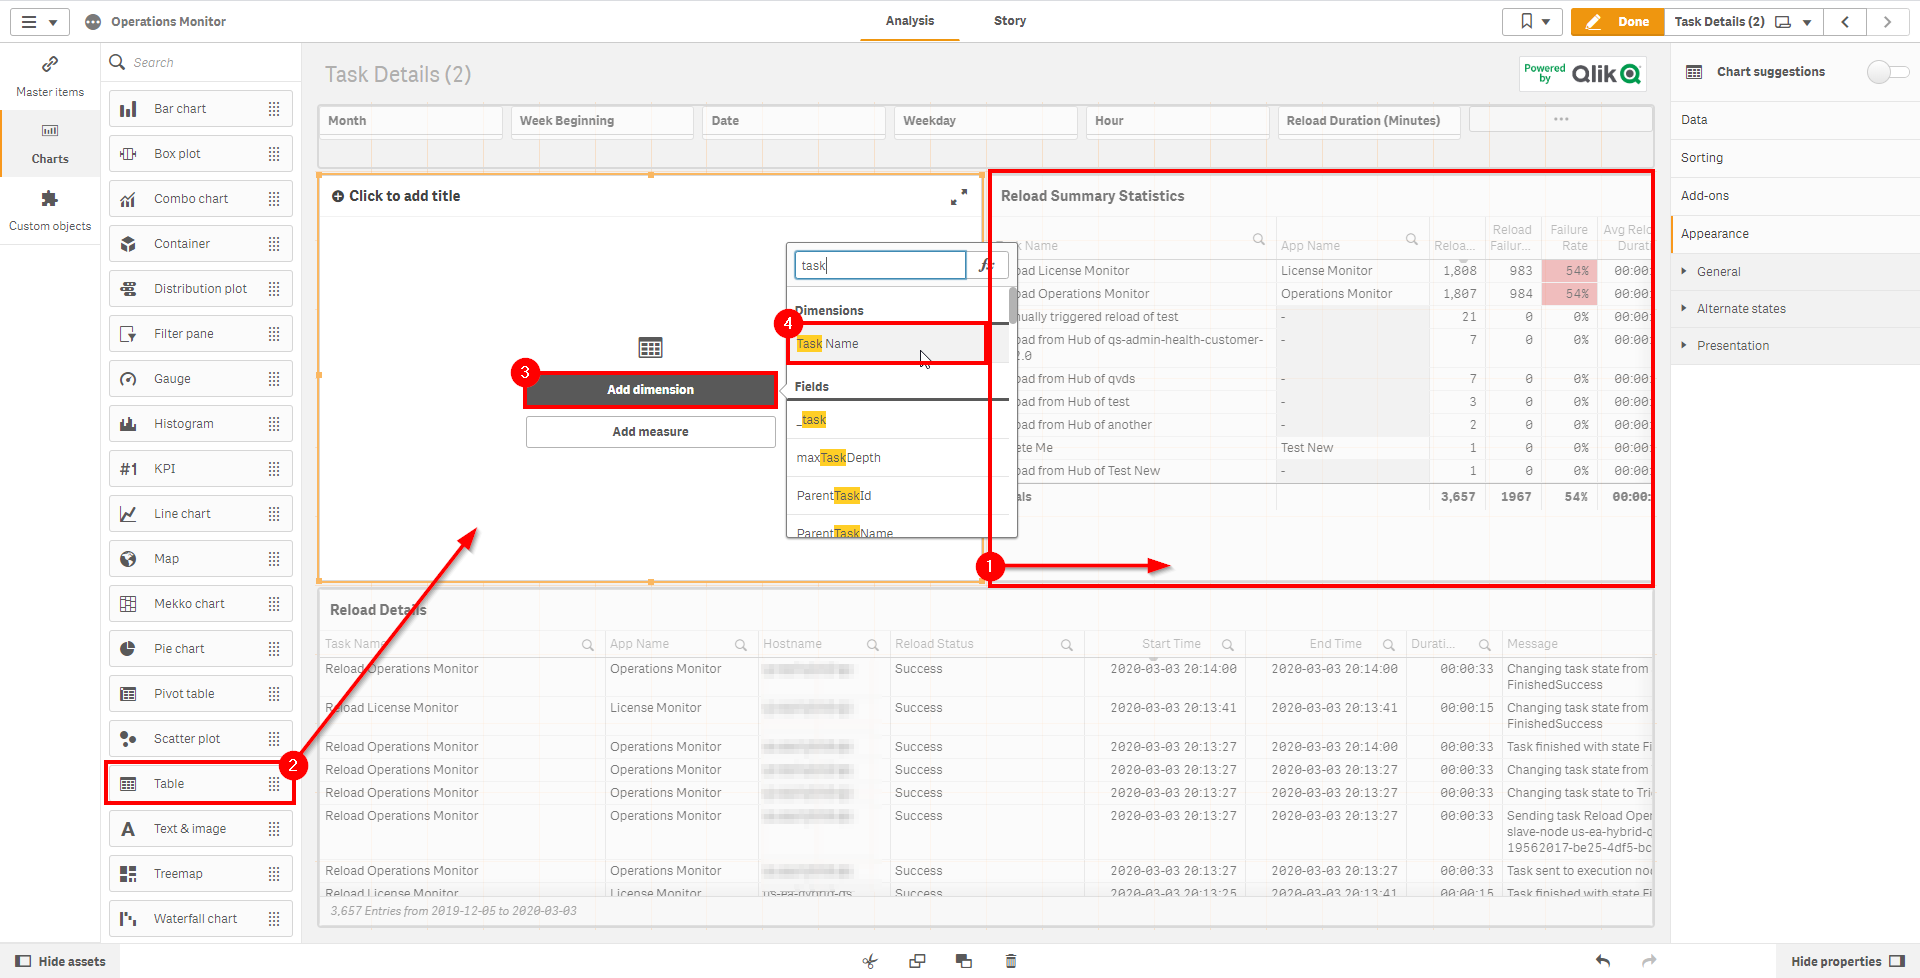 Operations Monitor
Analysis
Story
Done
Task Details (2)
Master items
Charts
Custom objects
Search
Bar chart
Box plot
Combo chart
Container
Distribution plot
Filter pane
Gauge
Histogram
#1 KPI
Line chart
Map
Mekko chart
Pie chart
Pivot table
Scatter plot
Table
2
A Text & image
Treemap
Waterfall chart
Task Details (2)
Powered by Qlik
Month
Week Beginning
Date
Weekday
Hour
Reload Duration (Minutes)
Click to add title
3
Add dimension
Add measure
task
Dimensions
4
Task Name
Fields
_task
maxTaskDepth
ParentTaskId
ParentTaskName
1
Reload Summary Statistics
k Name App Name Reloa... Reload Failur... Failure Rate Avg Relo Durati
oad License Monitor License Monitor 1,808 983 54% 00:00:
oad Operations Monitor Operations Monitor 1,807 984 54% 00:00:
nually triggered reload of test - 21 0 0% 00:00:
oad from Hub of qs-admin-health-customer- - 7 0 0% 00:00:
2.0
oad from Hub of qvds - 7 0 0% 00:00:
oad from Hub of test - 3 0 0% 00:00:
oad from Hub of another - 2 0 0% 00:00:
ete Me Test New 1 0 0% 00:00:
oad from Hub of Test New - 1 0 0% 00:00:
als 3,657 1967 54% 00:00:
Reload Details
Task Name App Name Hostname Reload Status Start Time End Time Durati... Message
Reload Operations Monitor Operations Monitor Success 2020-03-03 20:14:00 2020-03-03 20:14:00 00:00:33 Changing task state from
FinishedSuccess
Reload License Monitor License Monitor Success 2020-03-03 20:13:41 2020-03-03 20:13:41 00:00:15 Changing task state from
FinishedSuccess
Reload Operations Monitor Operations Monitor Success 2020-03-03 20:13:27 2020-03-03 20:14:00 00:00:33 Task finished with state Fi
Reload Operations Monitor Operations Monitor Success 2020-03-03 20:13:27 2020-03-03 20:13:27 00:00:33 Changing task state from
Reload Operations Monitor Operations Monitor Success 2020-03-03 20:13:27 2020-03-03 20:13:27 00:00:33 Changing task state to Tri
Reload Operations Monitor Operations Monitor Success 2020-03-03 20:13:27 2020-03-03 20:13:27 00:00:33 Sending task Reload Oper
slave-node us-ea-hybrid-c
19562017-be25-4df5-bc
Reload Operations Monitor Operations Monitor Success 2020-03-03 20:13:27 2020-03-03 20:13:27 00:00:33 Task sent to execution noc
Reload License Monitor License Monitor us-ea-hybrid-qs Success 2020-03-03 20:13:25 2020-03-03 20:13:41 00:00:15 Task finished with state Fi
3,657 Entries from 2019-12-05 to 2020-03-03
Chart suggestions
Data
Sorting
Add-ons
Appearance
General
Alternate states
Presentation
Hide assets
Hide properties